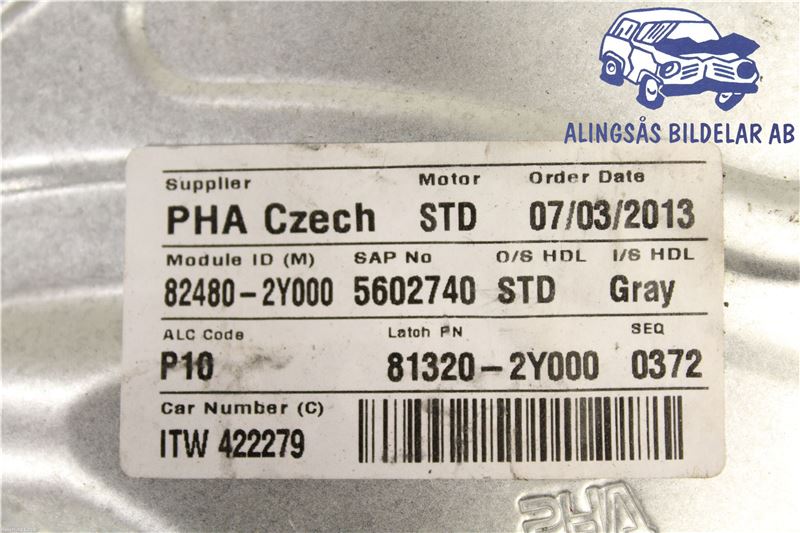 ALINGSÅS BILDELAR AB
Supplier Motor Order Date
PHA Czech STD 07/03/2013
Module ID (M) SAP No O/S HDL I/S HDL
82480-2Y000 5602740 STD Gray
ALC Code Latch PN SEQ
P10 81320-2Y000 0372
Car Number (C)
ITW 422279
PHA